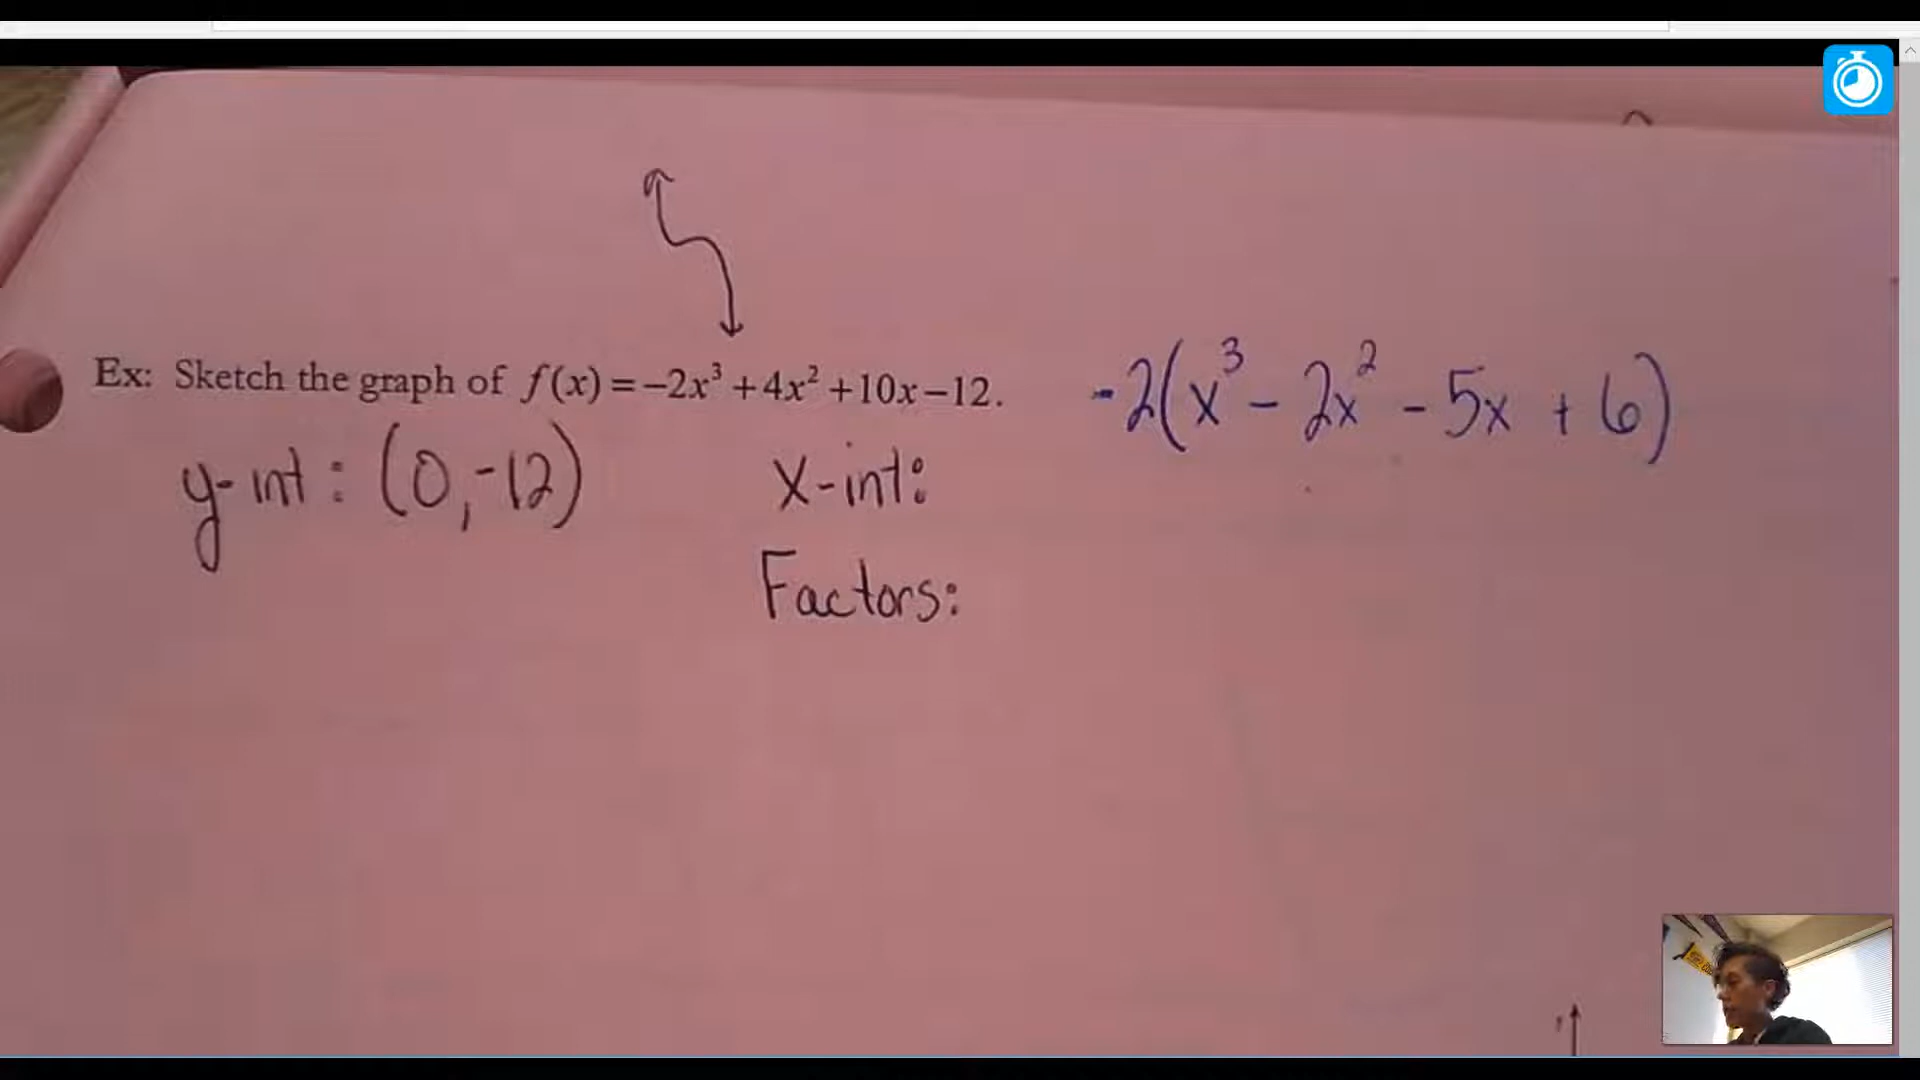 Ex: Sketch the graph of f(x)=−2x³+4x²+10x−12.
-2(x³ - 2x² - 5x + 6)
y-int: (0,-12)
x-int:
Factors: